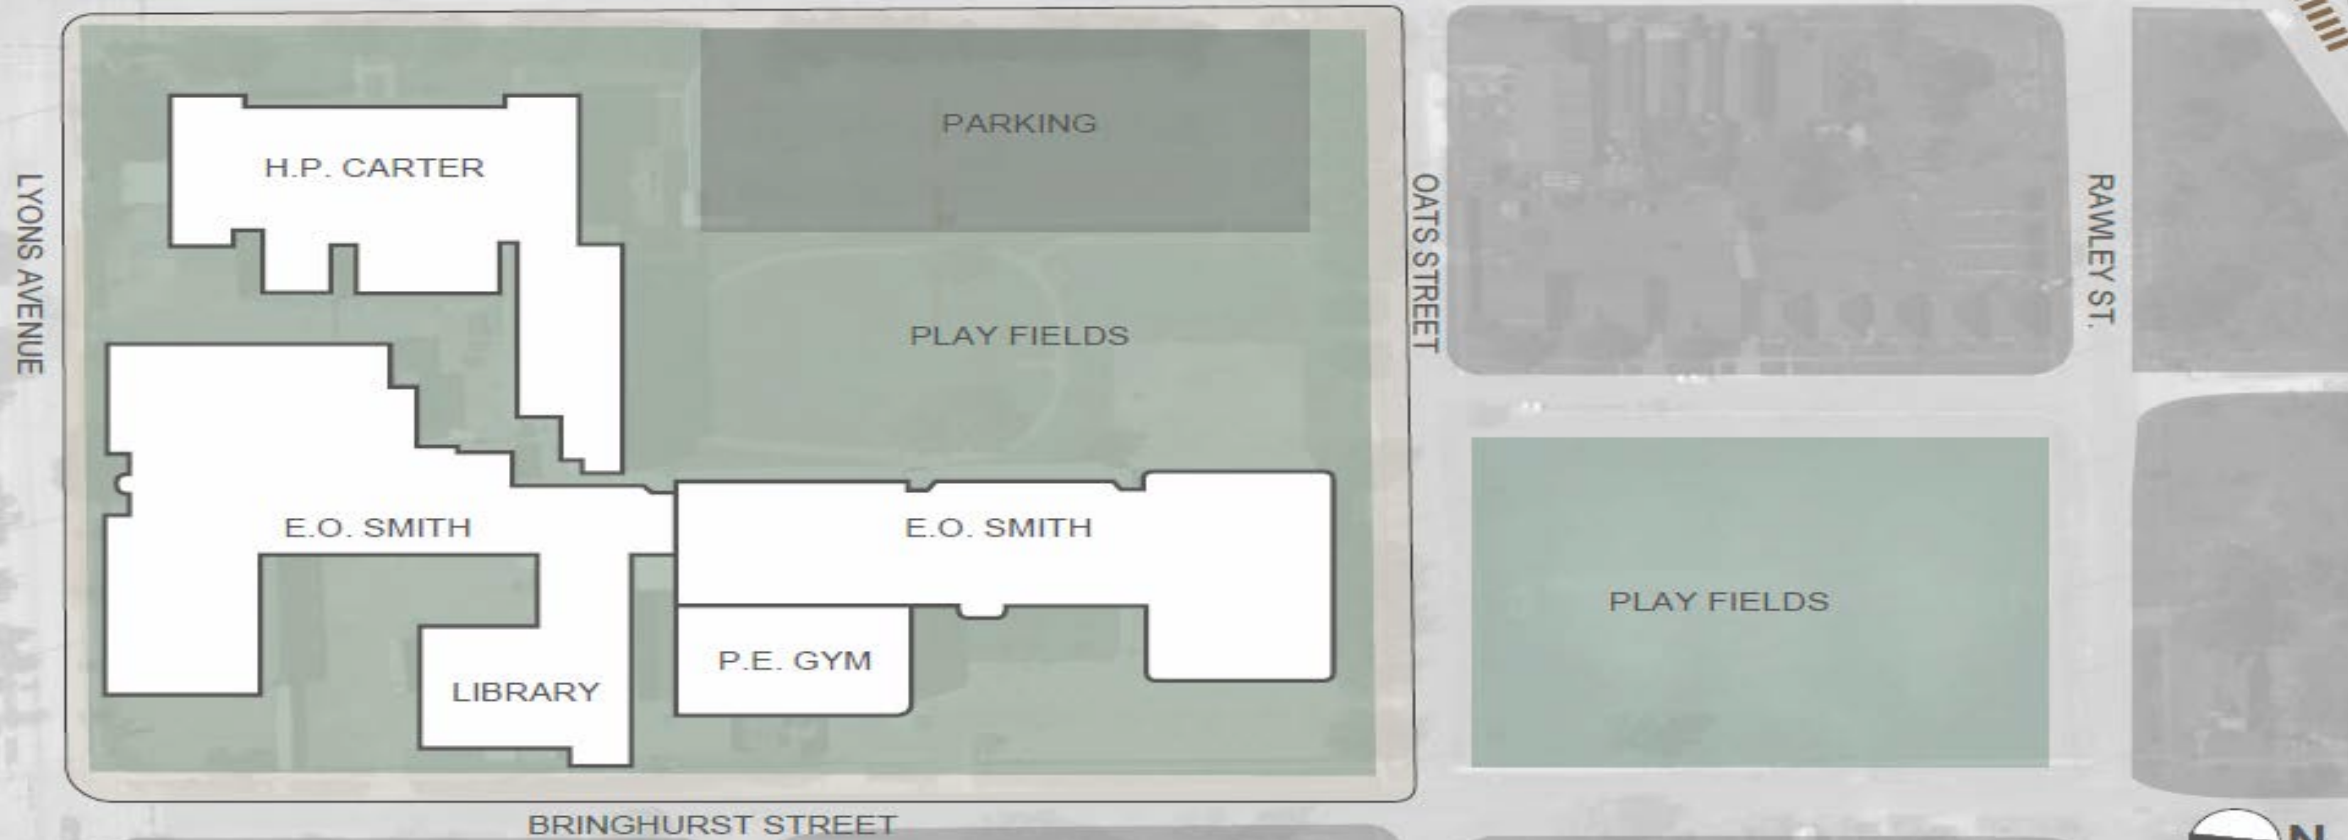 PARKING
H.P. CARTER
LYONS AVENUE
OATS STREET
RAWLEY ST.
PLAY FIELDS
E.O. SMITH
E.O. SMITH
PLAY FIELDS
P.E. GYM
LIBRARY
BRINGHURST STREET
N